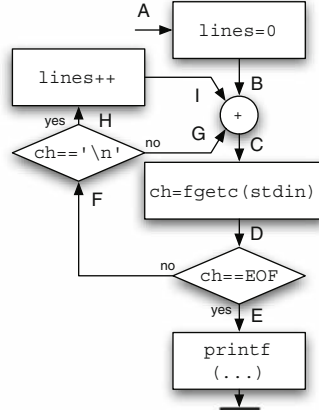 A
lines=0
lines++
I
B
+
yes
H
ch=='\n'
no
G
C
F
ch=fgetc(stdin)
D
no
ch==EOF
yes
E
printf
(...)